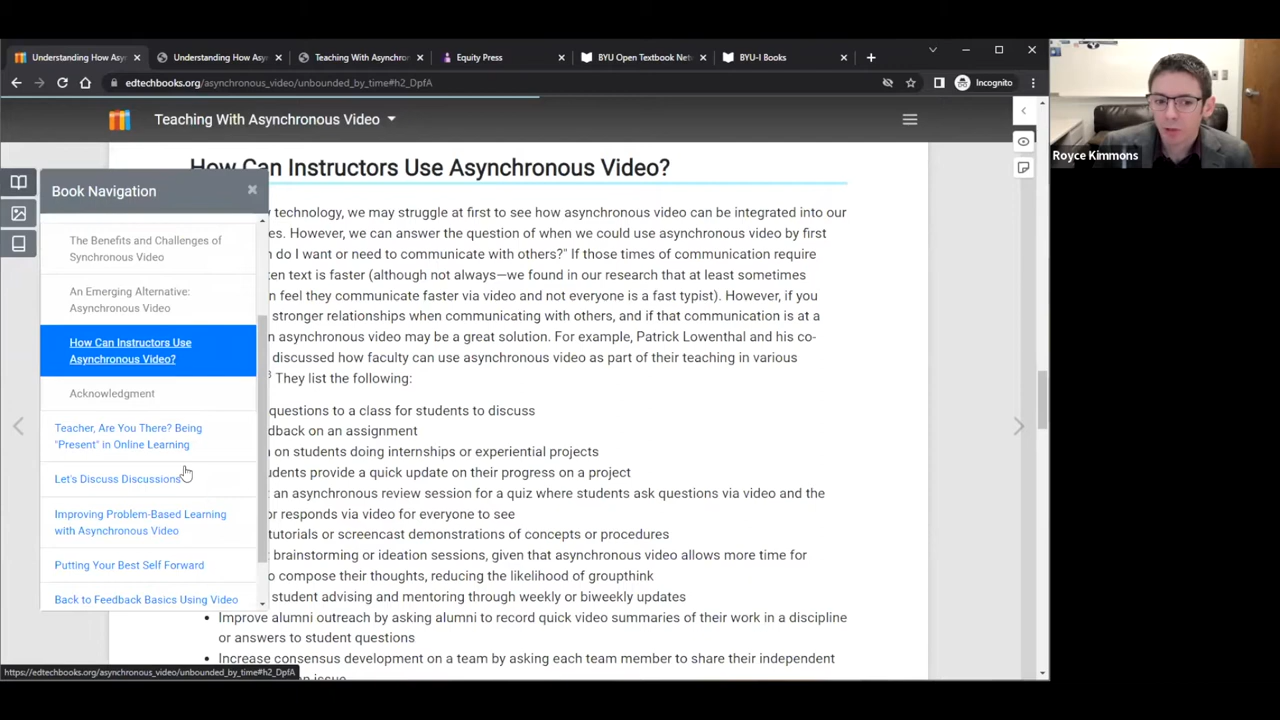 Understanding How Asy
Understanding How Asyn
Teaching With Asynchro
Equity Press
BYU Open Textbook Net
BYU-I Books
edtechbooks.org/asynchronous_video/unbounded_by_time#h2_DpfA
Incognito
Teaching With Asynchronous Video
Royce Kimmons
Book Navigation
The Benefits and Challenges of
Synchronous Video
An Emerging Alternative:
Asynchronous Video
How Can Instructors Use
Asynchronous Video?
Acknowledgment
Teacher, Are You There? Being
"Present" in Online Learning
Let's Discuss Discussions
Improving Problem-Based Learning
with Asynchronous Video
Putting Your Best Self Forward
Back to Feedback Basics Using Video
How Can Instructors Use Asynchronous Video?
technology, we may struggle at first to see how asynchronous video can be integrated into our
es. However, we can answer the question of when we could use asynchronous video by first
do I want or need to communicate with others?" If those times of communication require
ten text is faster (although not always—we found in our research that at least sometimes
n feel they communicate faster via video and not everyone is a fast typist). However, if you
stronger relationships when communicating with others, and if that communication is at a
n asynchronous video may be a great solution. For example, Patrick Lowenthal and his co-
discussed how faculty can use asynchronous video as part of their teaching in various
3 They list the following:
questions to a class for students to discuss
dback on an assignment
n on students doing internships or experiential projects
udents provide a quick update on their progress on a project
an asynchronous review session for a quiz where students ask questions via video and the
or responds via video for everyone to see
tutorials or screencast demonstrations of concepts or procedures
brainstorming or ideation sessions, given that asynchronous video allows more time for
o compose their thoughts, reducing the likelihood of groupthink
student advising and mentoring through weekly or biweekly updates
Improve alumni outreach by asking alumni to record quick video summaries of their work in a discipline
or answers to student questions
Increase consensus development on a team by asking each team member to share their independent
an issue
https://edtechbooks.org/asynchronous_video/unbounded_by_time#h2_DpfA